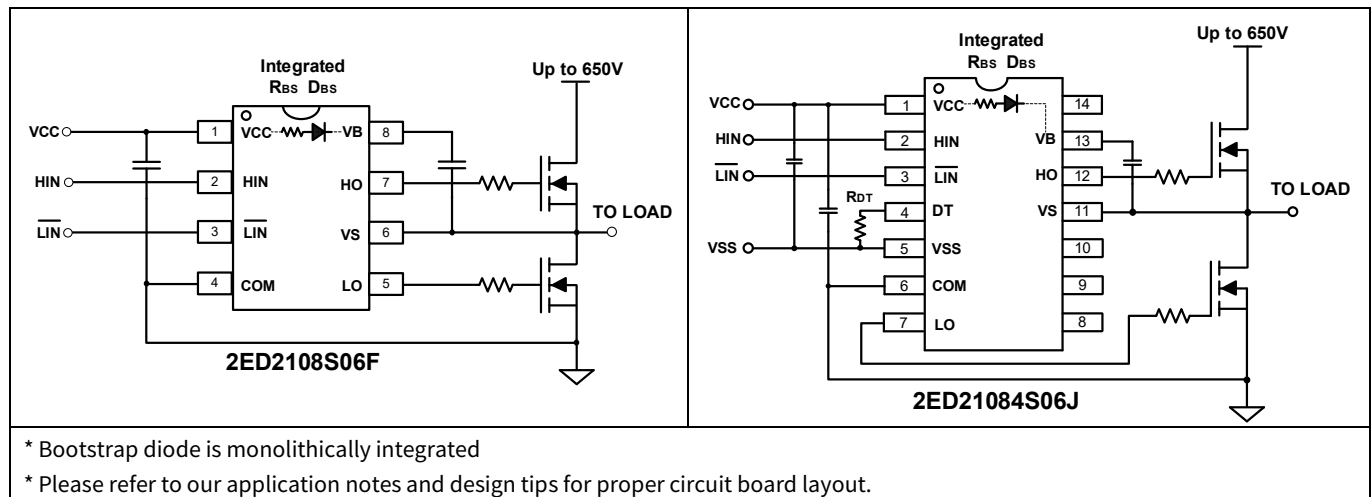 Integrated
RBS DBS
Up to 650V
VCC
1
VCC
VB
8
HIN
2
HIN
HO
7
TO LOAD
LIN
3
LIN
VS
6
4
COM
LO
5
2ED2108S06F
Up to 650V
Integrated
RBS DBS
VCC
1
VCC
14
HIN
2
HIN
VB
13
LIN
3
LIN
HO
12
TO LOAD
RDT
4
DT
VS
11
VSS
5
VSS
10
6
COM
9
7
LO
8
2ED21084S06J
* Bootstrap diode is monolithically integrated
* Please refer to our application notes and design tips for proper circuit board layout.